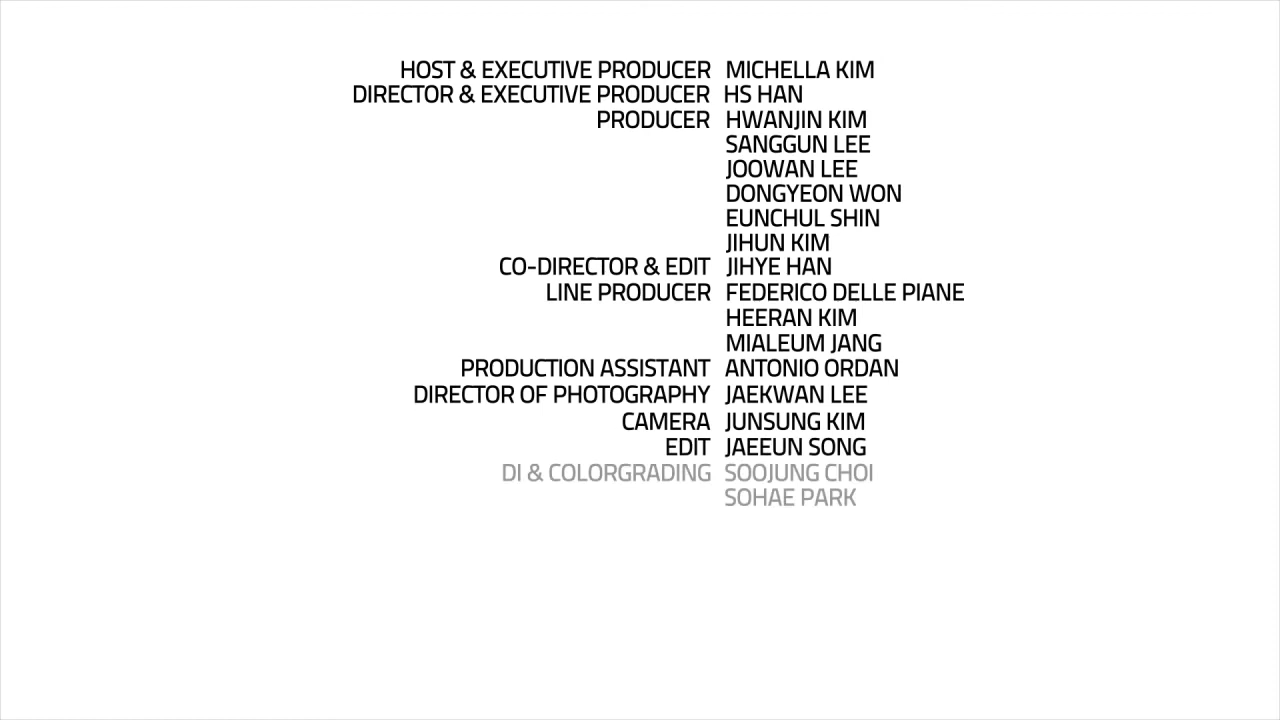 HOST & EXECUTIVE PRODUCER MICHELLA KIM
DIRECTOR & EXECUTIVE PRODUCER HS HAN
PRODUCER HWANJIN KIM
SANGGUN LEE
JOOWAN LEE
DONGYEON WON
EUNCHUL SHIN
JIHUN KIM
CO-DIRECTOR & EDIT JIHYE HAN
LINE PRODUCER FEDERICO DELLE PIANE
HEERAN KIM
MIALEUM JANG
PRODUCTION ASSISTANT ANTONIO ORDAN
DIRECTOR OF PHOTOGRAPHY JAEKWAN LEE
CAMERA JUNSUNG KIM
EDIT JAEEUN SONG
DI & COLORGRADING SOOJUNG CHOI
SOHAE PARK